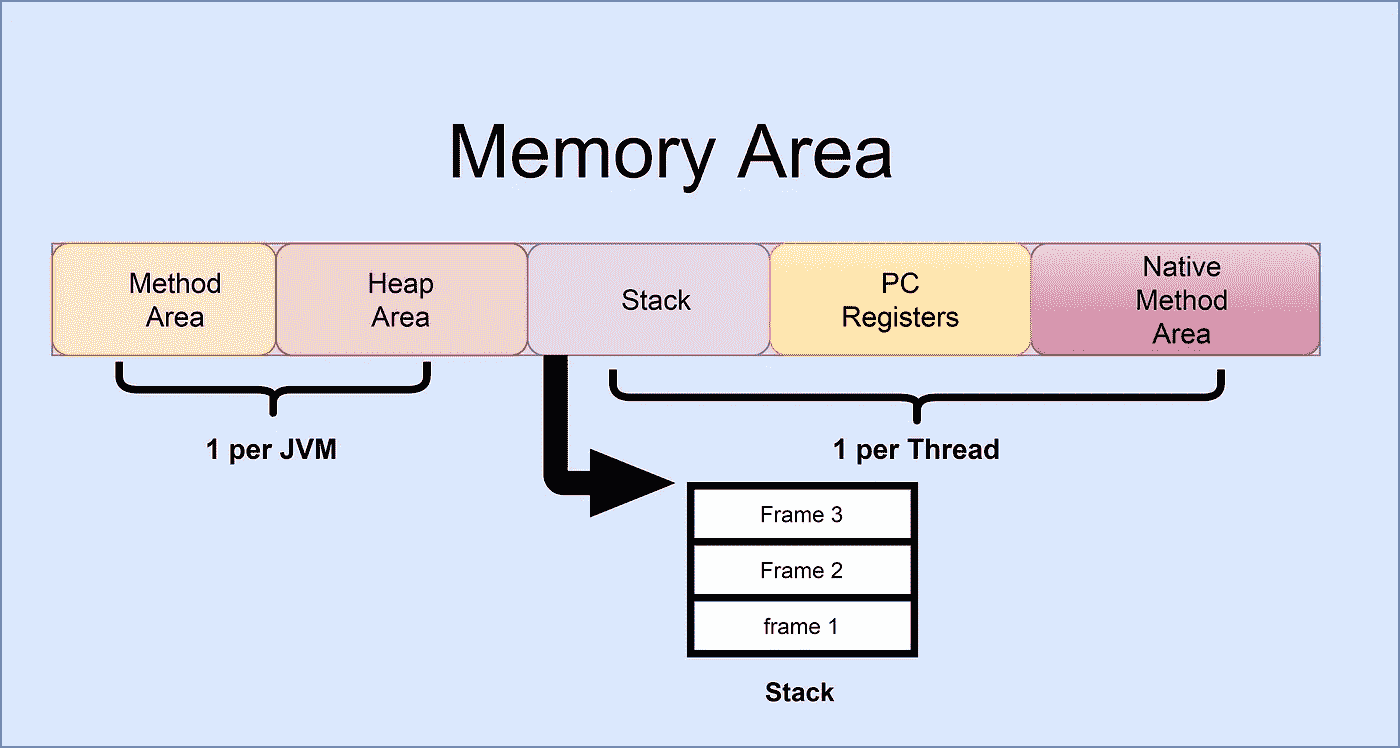 Memory Area
Method
Area
Heap
Area
Stack
PC
Registers
Native
Method
Area
1 per JVM
1 per Thread
Frame 3
Frame 2
frame 1
Stack